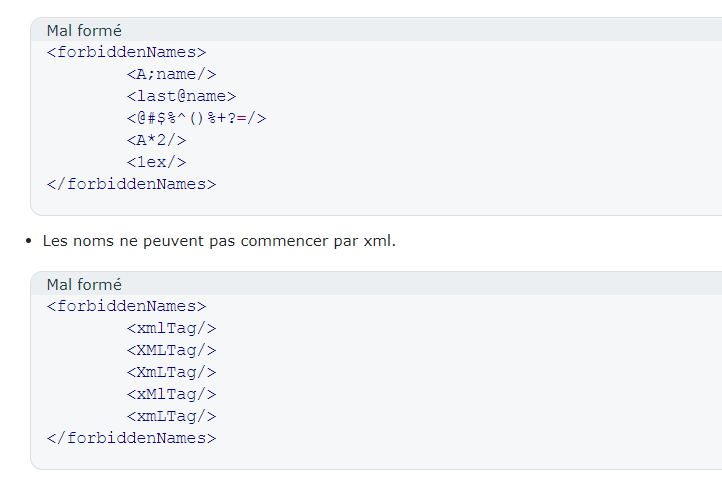 Mal formé
<forbiddenNames>
<A;name/>
<last@name>
<@#$%^()%+?=/>
<A*2/>
<1ex/>
</forbiddenNames>
• Les noms ne peuvent pas commencer par xml.
Mal formé
<forbiddenNames>
<xmlTag/>
<XMLTag/>
<XmLTag/>
<xMlTag/>
<xmLTag/>
</forbiddenNames>